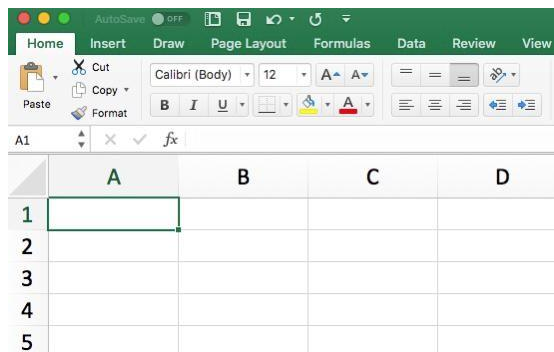 AutoSave OFF
Home Insert Draw Page Layout Formulas Data Review View
Cut
Calibri (Body) 12 A A
Copy
Paste
B I U A
Format
A1 fx
A B C D
1
2
3
4
5